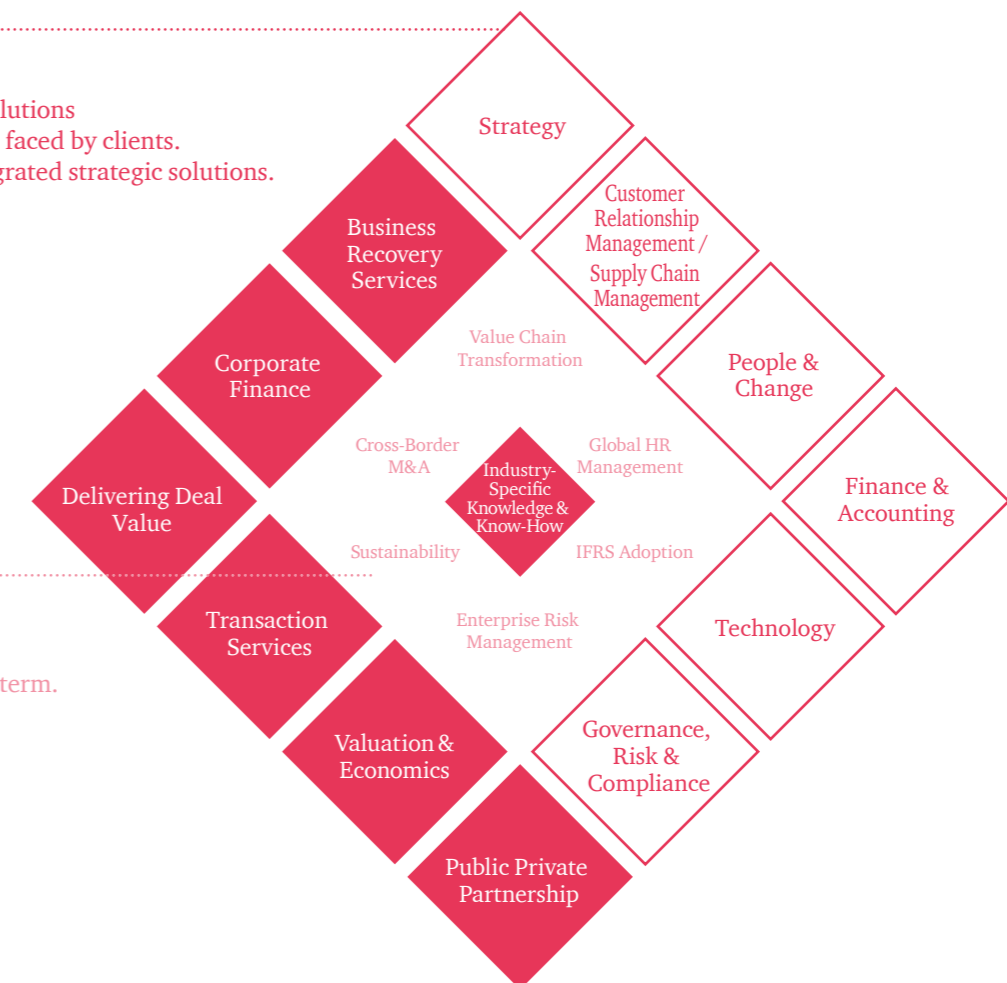 lutions
faced by clients.
grated strategic solutions.
Strategy
Business
Recovery
Services
Customer
Relationship
Management /
Supply Chain
Management
Corporate
Finance
Value Chain
Transformation
People &
Change
Delivering Deal
Value
Cross-Border
M&A
Industry-
Specific
Knowledge &
Know-How
Global HR
Management
Finance &
Accounting
Sustainability
IFRS Adoption
Transaction
Services
Enterprise Risk
Management
Technology
term.
Valuation &
Economics
Governance,
Risk &
Compliance
Public Private
Partnership